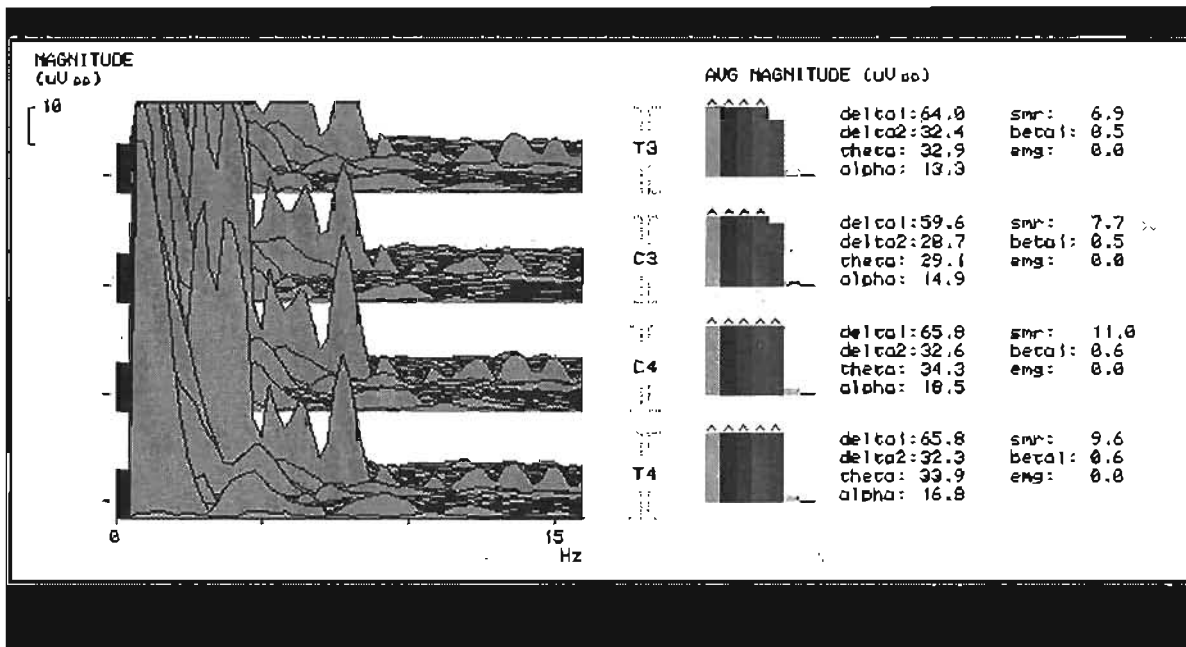 MAGNITUDE
(uV pp)
10
0 15
Hz
AVG MAGNITUDE (uV pp)
T3
delta1: 64.0 smr: 6.9
delta2: 32.4 beta1: 0.5
theta: 32.9 emg: 0.0
alpha: 13.3
C3
delta1: 59.6 smr: 7.7
delta2: 28.7 beta1: 0.5
theta: 29.1 emg: 0.0
alpha: 14.9
C4
delta1: 65.8 smr: 11.0
delta2: 32.6 beta1: 0.6
theta: 34.3 emg: 0.0
alpha: 18.5
T4
delta1: 65.8 smr: 9.6
delta2: 32.3 beta1: 0.6
theta: 33.9 emg: 0.0
alpha: 16.8